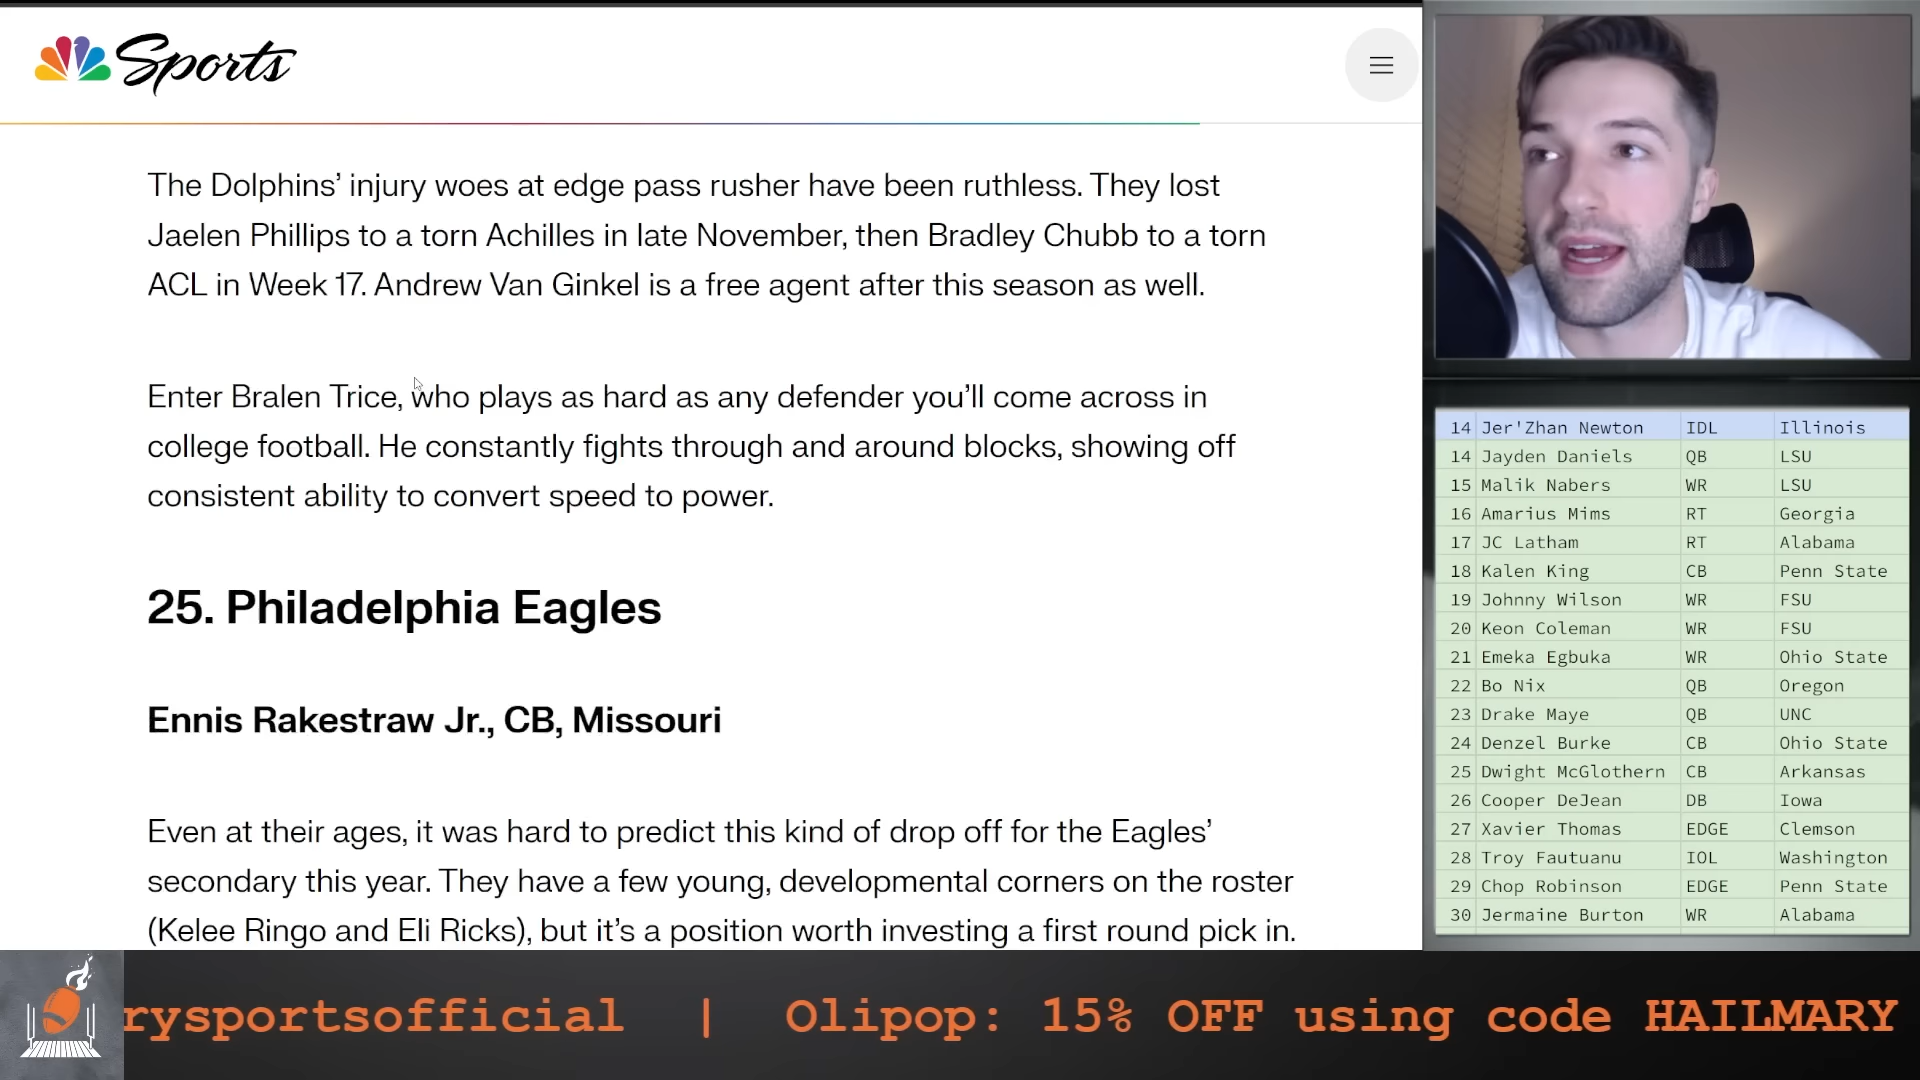 Sports
The Dolphins’ injury woes at edge pass rusher have been ruthless. They lost
Jaelen Phillips to a torn Achilles in late November, then Bradley Chubb to a torn
ACL in Week 17. Andrew Van Ginkel is a free agent after this season as well.
Enter Bralen Trice, who plays as hard as any defender you’ll come across in
college football. He constantly fights through and around blocks, showing off
consistent ability to convert speed to power.
25. Philadelphia Eagles
Ennis Rakestraw Jr., CB, Missouri
Even at their ages, it was hard to predict this kind of drop off for the Eagles’
secondary this year. They have a few young, developmental corners on the roster
(Kelee Ringo and Eli Ricks), but it’s a position worth investing a first round pick in.
14 Jer'Zhan Newton IDL Illinois
14 Jayden Daniels QB LSU
15 Malik Nabers WR LSU
16 Amarius Mims RT Georgia
17 JC Latham RT Alabama
18 Kalen King CB Penn State
19 Johnny Wilson WR FSU
20 Keon Coleman WR FSU
21 Emeka Egbuka WR Ohio State
22 Bo Nix QB Oregon
23 Drake Maye QB UNC
24 Denzel Burke CB Ohio State
25 Dwight McGlothern CB Arkansas
26 Cooper DeJean DB Iowa
27 Xavier Thomas EDGE Clemson
28 Troy Fautuanu IOL Washington
29 Chop Robinson EDGE Penn State
30 Jermaine Burton WR Alabama
rysportsofficial | Olipop: 15% OFF using code HAILMARY